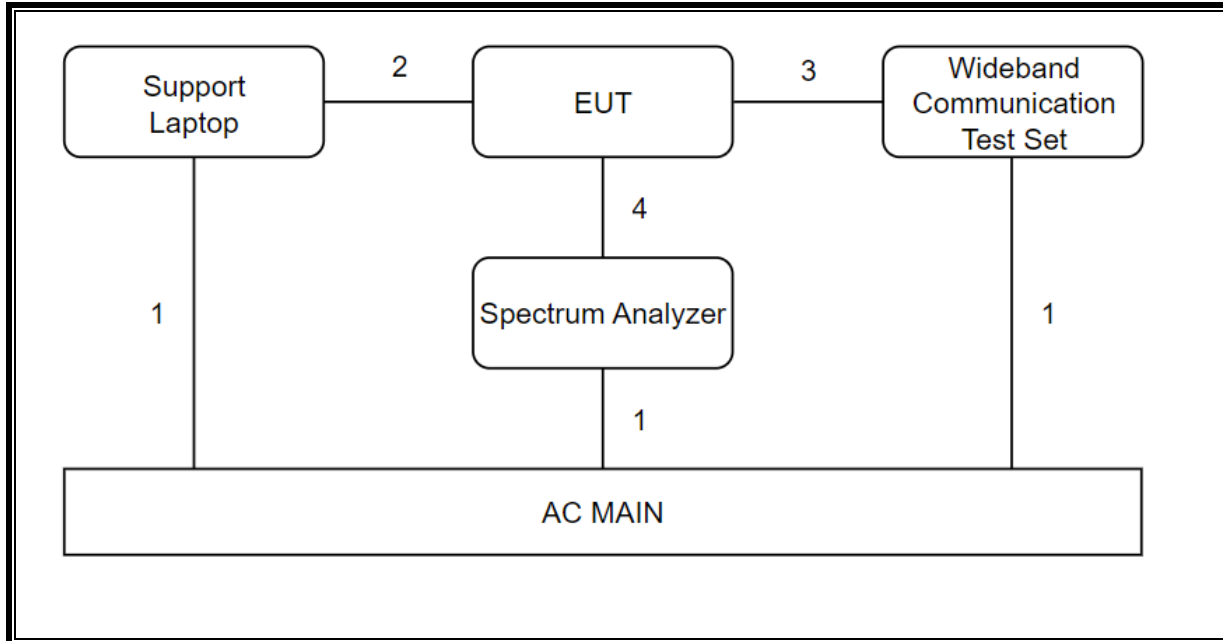 Support
Laptop
2
EUT
3
Wideband
Communication
Test Set
4
1
Spectrum Analyzer
1
1
AC MAIN